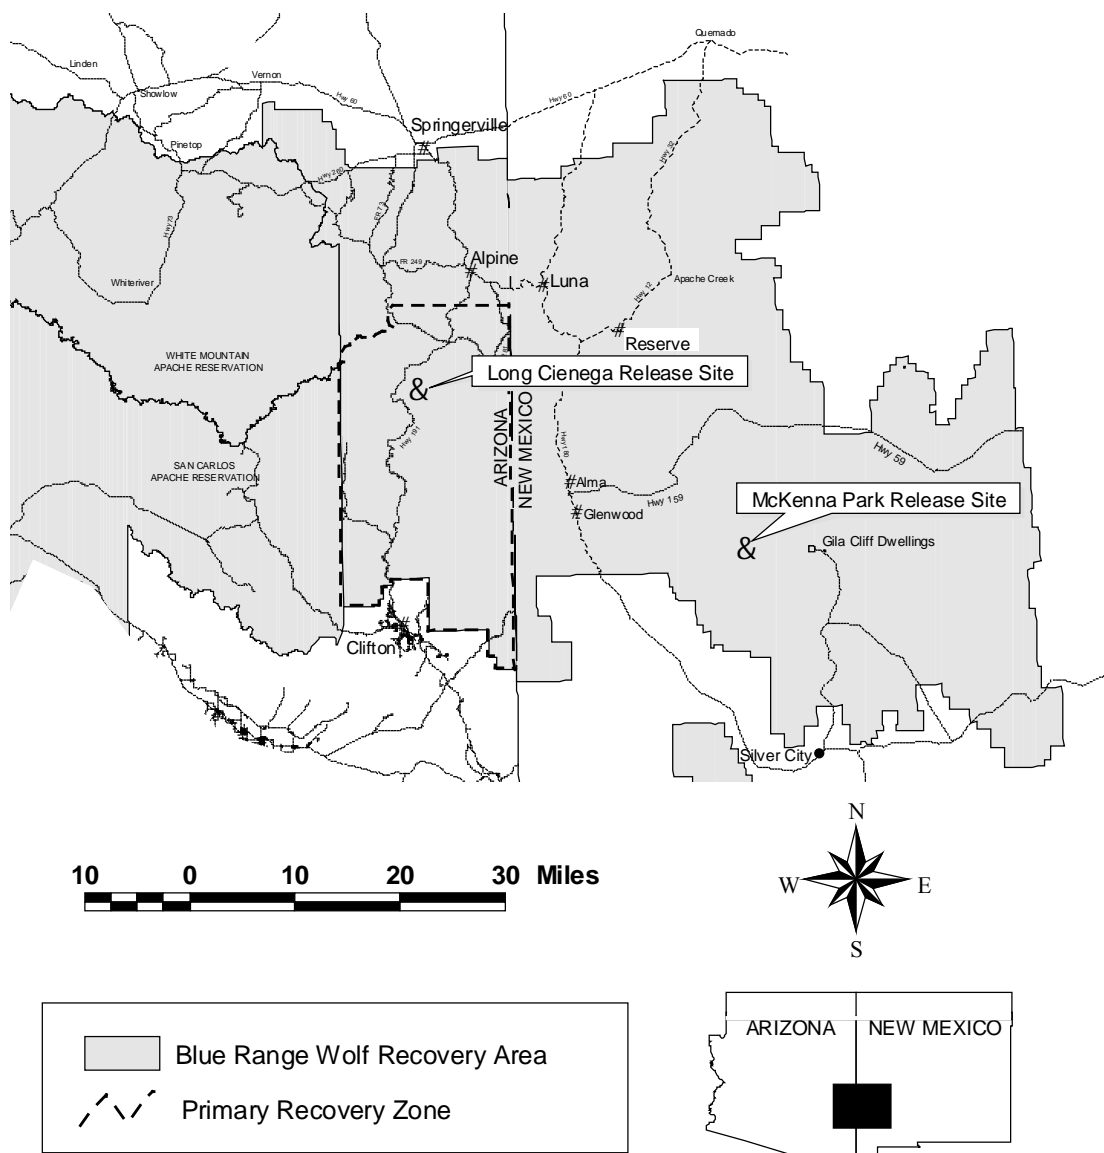 Quemado
Linden
Vernon
Hwy 60
Hwy 60
Showlow
Springerville
#
Pinetop
Hwy 32
Hwy 260
Hwy 73
FR 249
Alpine
#
Whiteriver
#
Luna
Apache Creek
Hwy 12
#
Reserve
WHITE MOUNTAIN
APACHE RESERVATION
Long Cienega Release Site
&
ARIZONA
NEW MEXICO
Hwy 191
Hwy 180
Hwy 59
SAN CARLOS
APACHE RESERVATION
#
Alma
Hwy 159
McKenna Park Release Site
#
Glenwood
&
Gila Cliff Dwellings
#
Clifton
Silver City
N
W
E
S
10 0 10 20 30 Miles
ARIZONA
NEW MEXICO
Blue Range Wolf Recovery Area
Primary Recovery Zone